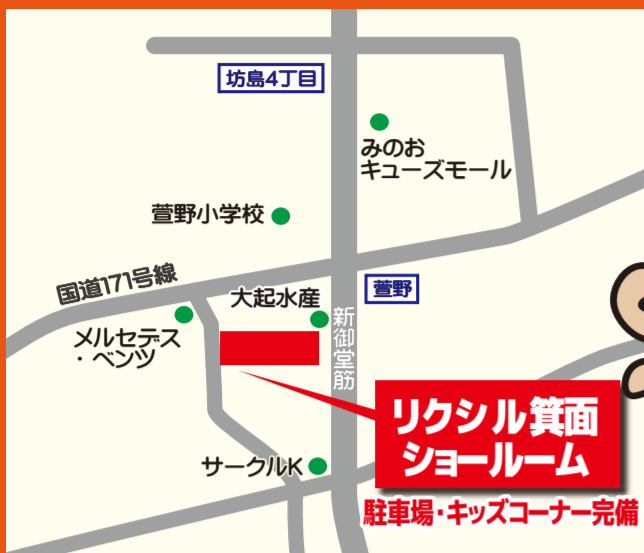 坊島4丁目
みのお
キューズモール
萱野小学校
国道171号線
大起水産
萱野
メルセデス
・ベンツ
新御堂筋
リクシル箕面
ショールーム
サークルK
駐車場・キッズコーナー完備